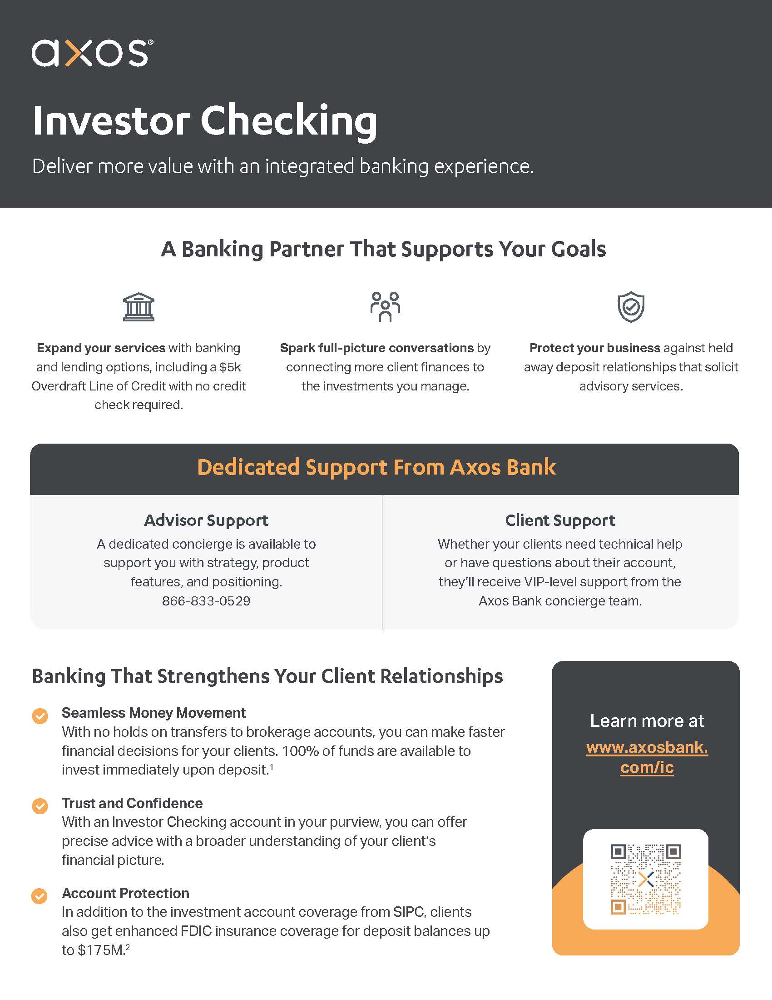 axos®
Investor Checking
Deliver more value with an integrated banking experience.
A Banking Partner That Supports Your Goals
Expand your services with banking
and lending options, including a $5k
Overdraft Line of Credit with no credit
check required.
Spark full-picture conversations by
connecting more client finances to
the investments you manage.
Protect your business against held
away deposit relationships that solicit
advisory services.
Dedicated Support From Axos Bank
Advisor Support
A dedicated concierge is available to
support you with strategy, product
features, and positioning.
866-833-0529
Client Support
Whether your clients need technical help
or have questions about their account,
they’ll receive VIP-level support from the
Axos Bank concierge team.
Banking That Strengthens Your Client Relationships
Seamless Money Movement
With no holds on transfers to brokerage accounts, you can make faster
financial decisions for your clients. 100% of funds are available to
invest immediately upon deposit.¹
Trust and Confidence
With an Investor Checking account in your purview, you can offer
precise advice with a broader understanding of your client’s
financial picture.
Account Protection
In addition to the investment account coverage from SIPC, clients
also get enhanced FDIC insurance coverage for deposit balances up
to $175M.²
Learn more at
www.axosbank.
com/ic